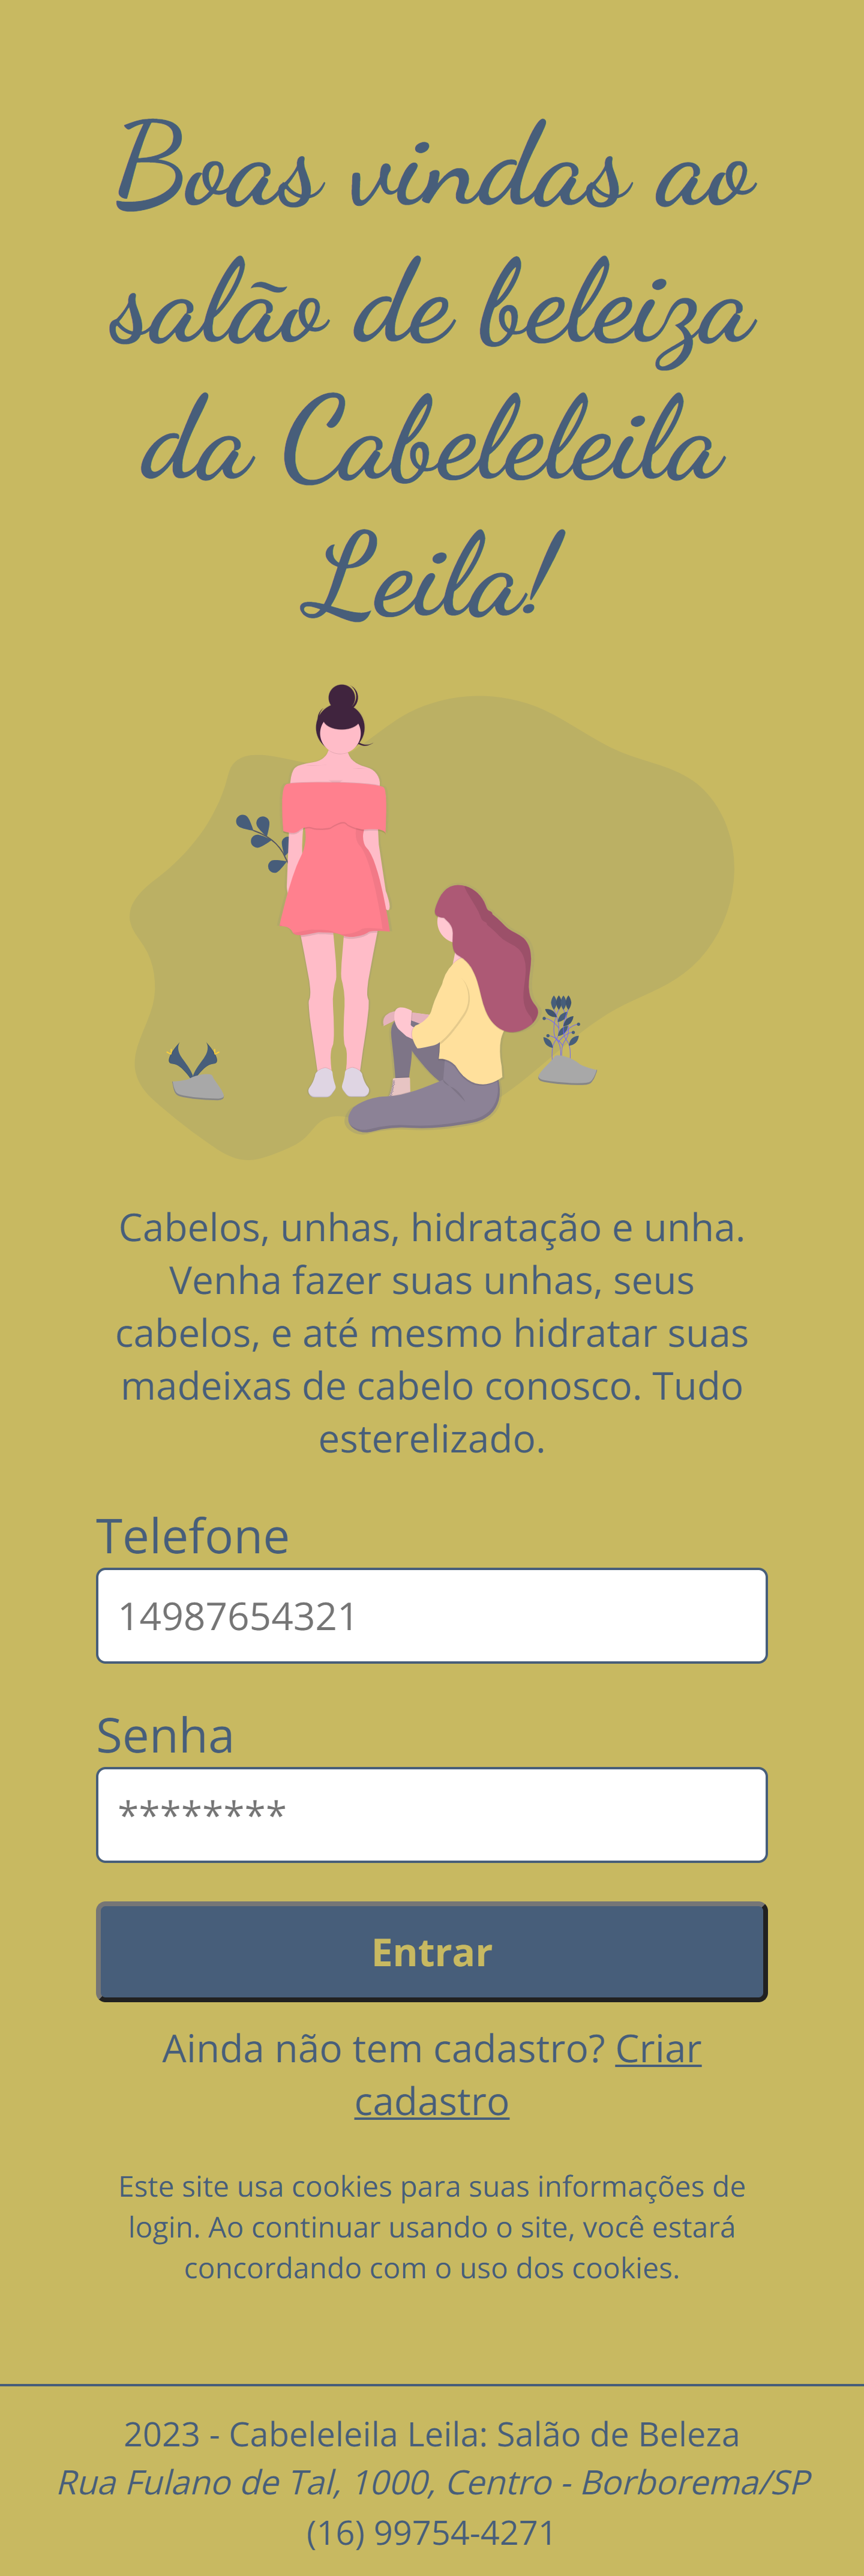 Boas vindas ao
salão de beleiza
da Cabeleleila
Leila!
Cabelos, unhas, hidratação e unha.
Venha fazer suas unhas, seus
cabelos, e até mesmo hidratar suas
madeixas de cabelo conosco. Tudo
esterelizado.
Telefone
14987654321
Senha
********
Entrar
Ainda não tem cadastro? Criar
cadastro
Este site usa cookies para suas informações de
login. Ao continuar usando o site, você estará
concordando com o uso dos cookies.
2023 - Cabeleleila Leila: Salão de Beleza
Rua Fulano de Tal, 1000, Centro - Borborema/SP
(16) 99754-4271